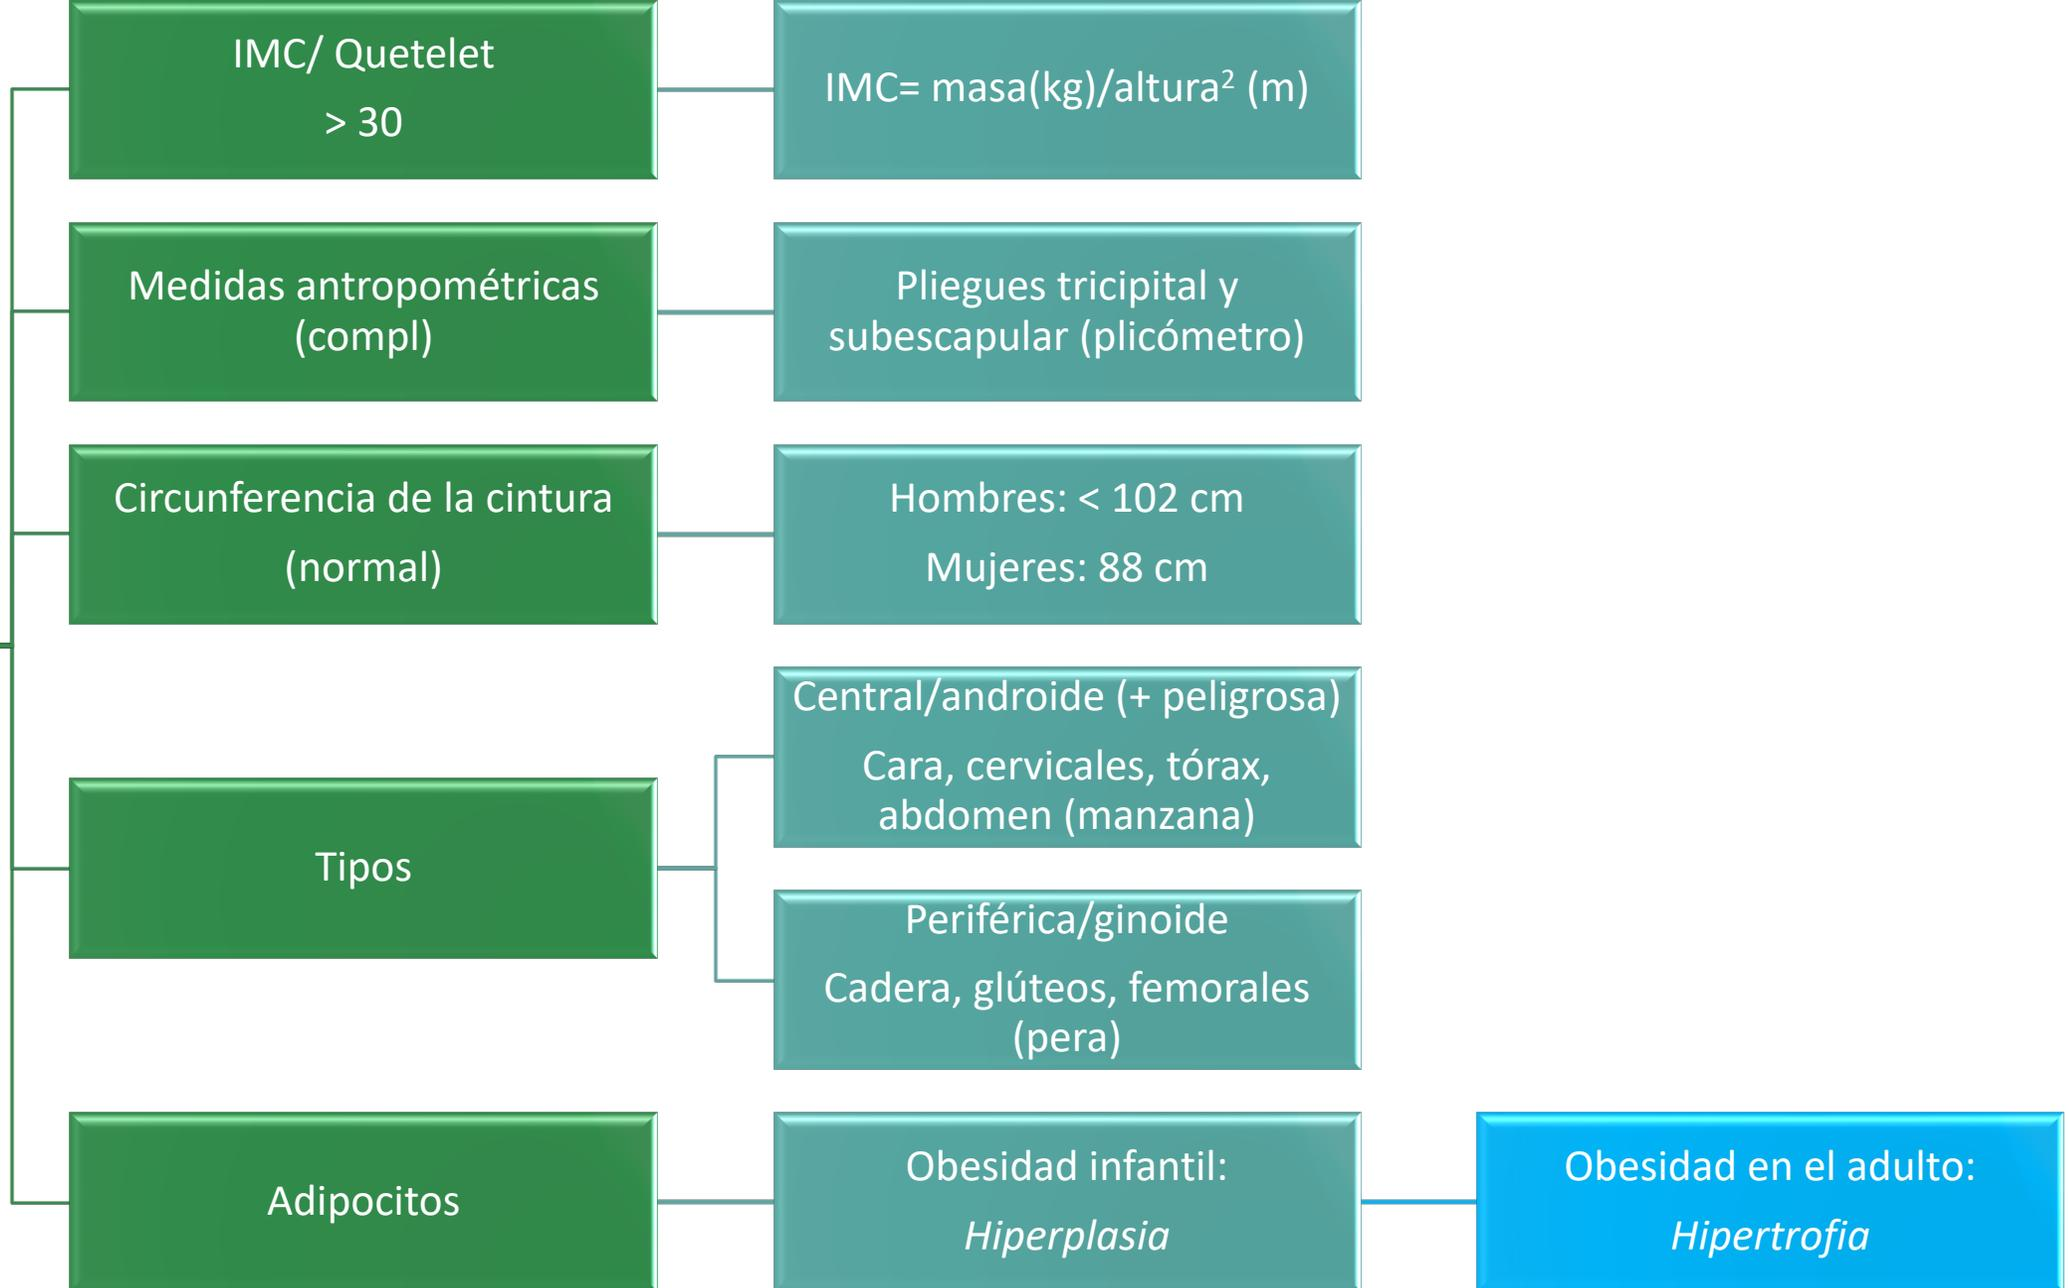 IMC/ Quetelet
> 30
IMC= masa(kg)/altura² (m)
Medidas antropométricas
(compl)
Pliegues tricipital y
subescapular (plicómetro)
Circunferencia de la cintura
(normal)
Hombres: < 102 cm
Mujeres: 88 cm
Tipos
Central/androide (+ peligrosa)
Cara, cervicales, tórax,
abdomen (manzana)
Periférica/ginoide
Cadera, glúteos, femorales
(pera)
Adipocitos
Obesidad infantil:
Hiperplasia
Obesidad en el adulto:
Hipertrofia